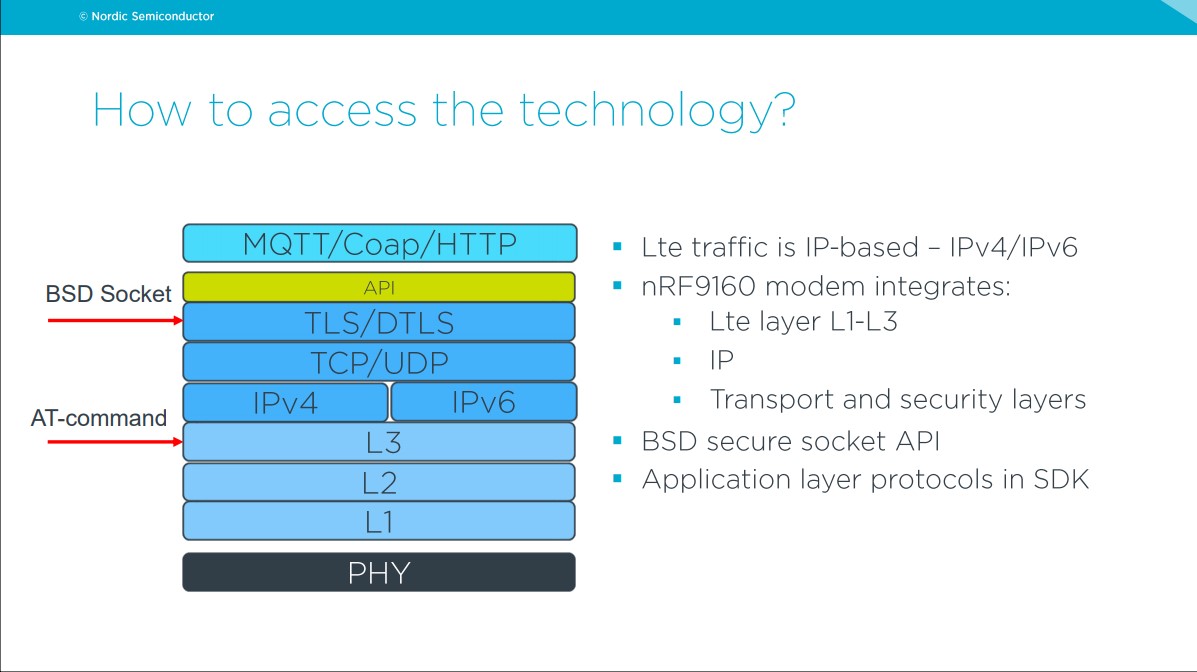 © Nordic Semiconductor
How to access the technology?
MQTT/Coap/HTTP
API
BSD Socket
TLS/DTLS
TCP/UDP
IPv4
IPv6
AT-command
L3
L2
L1
PHY
▪ Lte traffic is IP-based – IPv4/IPv6
▪ nRF9160 modem integrates:
▪ Lte layer L1-L3
▪ IP
▪ Transport and security layers
▪ BSD secure socket API
▪ Application layer protocols in SDK